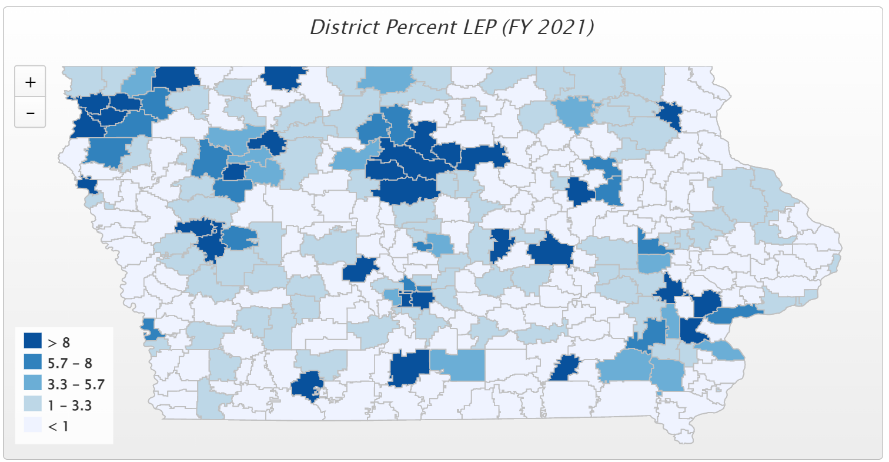 District Percent LEP (FY 2021)
+
–
> 8
5.7 – 8
3.3 – 5.7
1 – 3.3
< 1